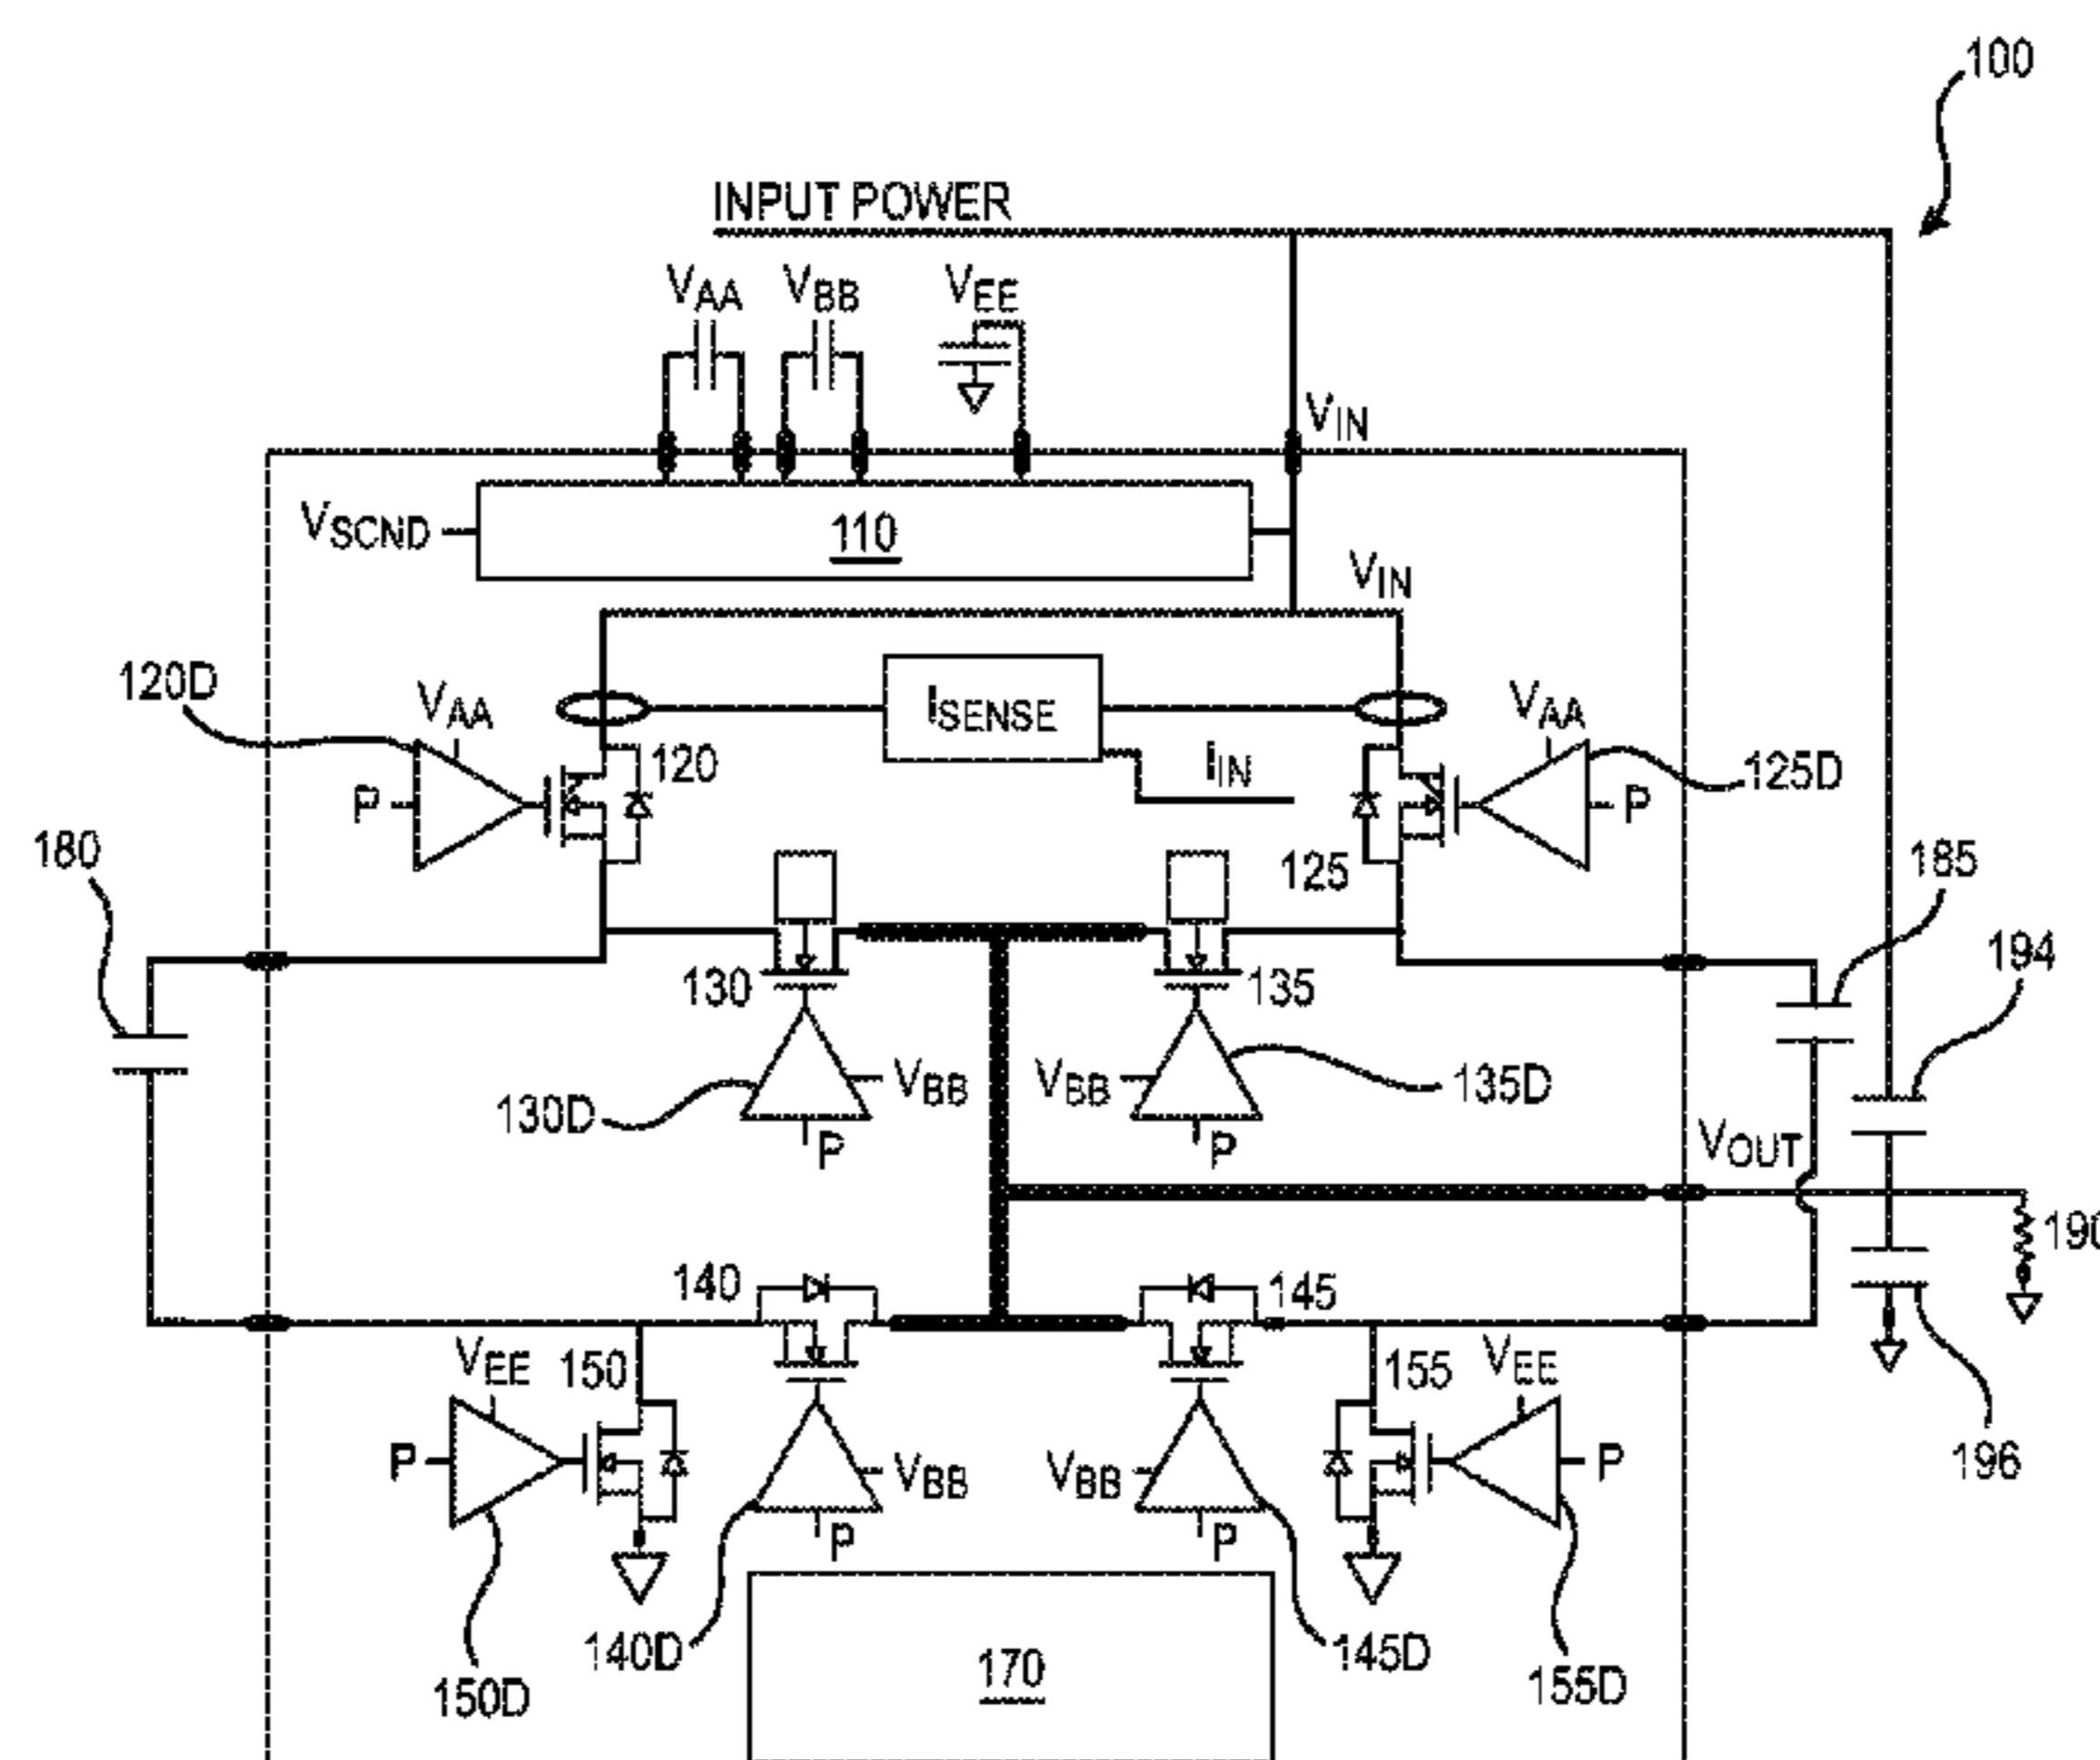 100
INPUT POWER
VAA VBB VEE
VIN
VSCND 110
VIN
120D VAA ISENSE VAA
120 iIN 125D
P P
180 125 185
130 135 194
130D VBB VBB 135D
P P VOUT
190
140 145
VEE 150 155 VEE
P VBB VBB P 196
P P
150D 140D 170 145D 155D